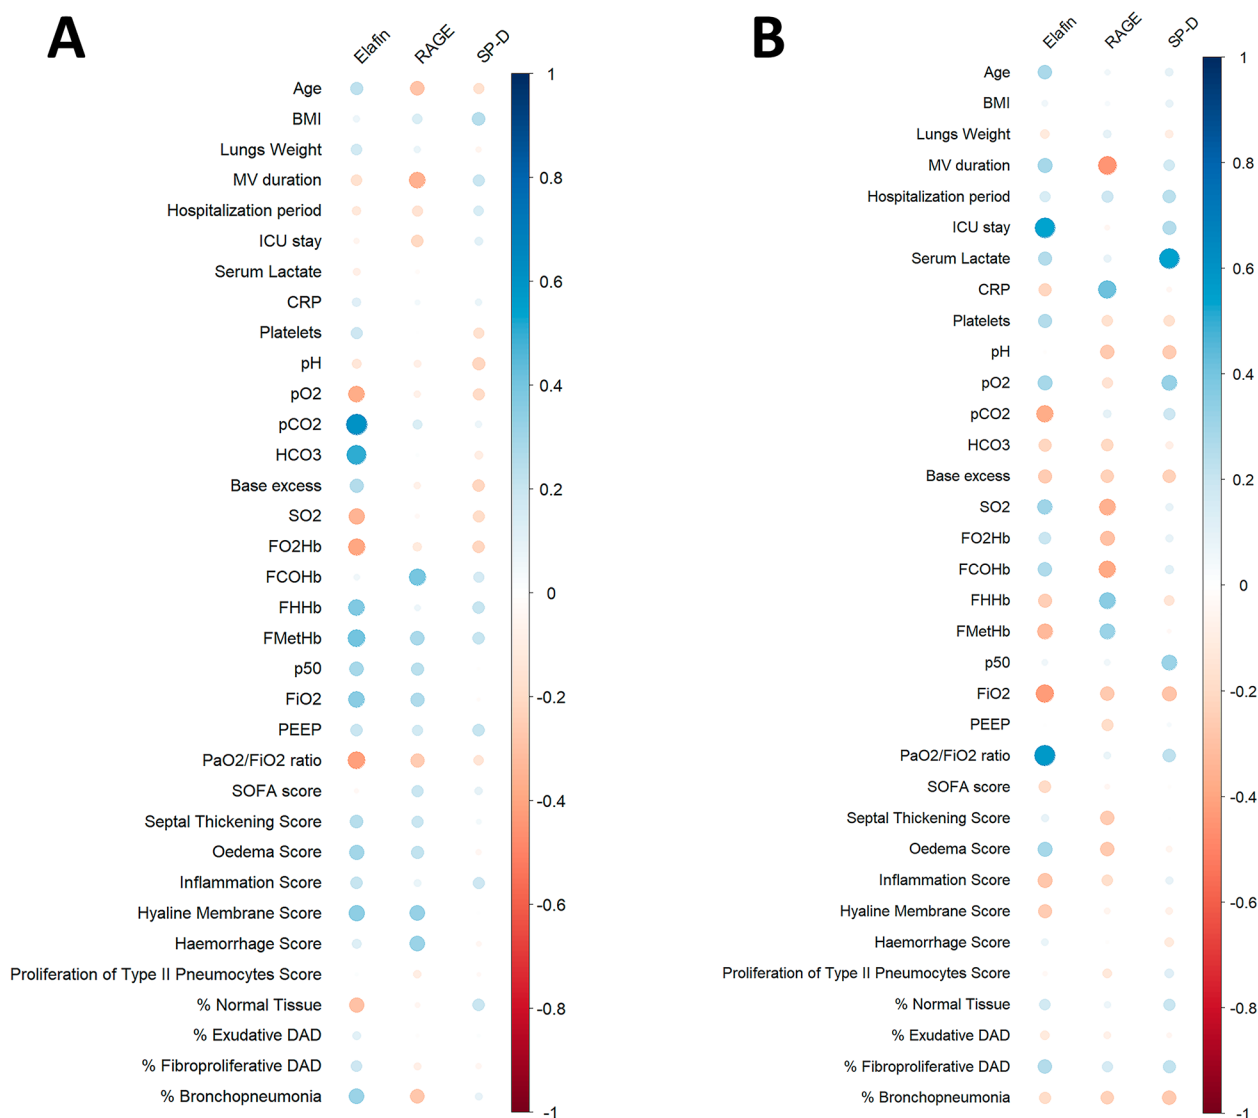 A
Elafin
RAGE
SP-D
Age
BMI
Lungs Weight
MV duration
Hospitalization period
ICU stay
Serum Lactate
CRP
Platelets
pH
pO2
pCO2
HCO3
Base excess
SO2
FO2Hb
FCOHb
FHHb
FMetHb
p50
FiO2
PEEP
PaO2/FiO2 ratio
SOFA score
Septal Thickening Score
Oedema Score
Inflammation Score
Hyaline Membrane Score
Haemorrhage Score
Proliferation of Type II Pneumocytes Score
% Normal Tissue
% Exudative DAD
% Fibroproliferative DAD
% Bronchopneumonia
1
0.8
0.6
0.4
0.2
0
-0.2
-0.4
-0.6
-0.8
-1
B
Elafin
RAGE
SP-D
Age
BMI
Lungs Weight
MV duration
Hospitalization period
ICU stay
Serum Lactate
CRP
Platelets
pH
pO2
pCO2
HCO3
Base excess
SO2
FO2Hb
FCOHb
FHHb
FMetHb
p50
FiO2
PEEP
PaO2/FiO2 ratio
SOFA score
Septal Thickening Score
Oedema Score
Inflammation Score
Hyaline Membrane Score
Haemorrhage Score
Proliferation of Type II Pneumocytes Score
% Normal Tissue
% Exudative DAD
% Fibroproliferative DAD
% Bronchopneumonia
1
0.8
0.6
0.4
0.2
0
-0.2
-0.4
-0.6
-0.8
-1